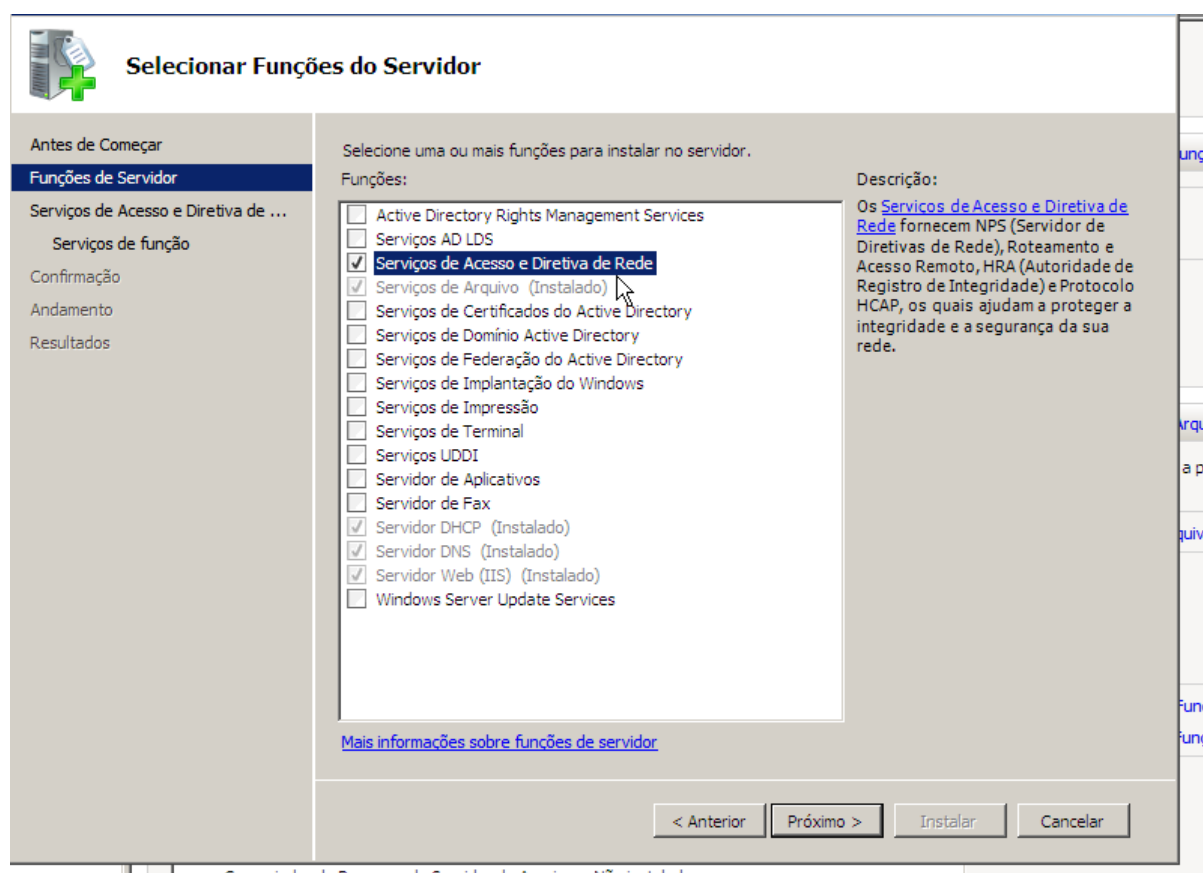 Selecionar Funções do Servidor
Antes de Começar
Funções de Servidor
Serviços de Acesso e Diretiva de ...
Serviços de função
Confirmação
Andamento
Resultados
Selecione uma ou mais funções para instalar no servidor.
Funções:
Active Directory Rights Management Services
Serviços AD LDS
Serviços de Acesso e Diretiva de Rede
Serviços de Arquivo (Instalado)
Serviços de Certificados do Active Directory
Serviços de Domínio Active Directory
Serviços de Federação do Active Directory
Serviços de Implantação do Windows
Serviços de Impressão
Serviços de Terminal
Serviços UDDI
Servidor de Aplicativos
Servidor de Fax
Servidor DHCP (Instalado)
Servidor DNS (Instalado)
Servidor Web (IIS) (Instalado)
Windows Server Update Services
Mais informações sobre funções de servidor
Descrição:
Os Serviços de Acesso e Diretiva de
Rede fornecem NPS (Servidor de
Diretivas de Rede), Roteamento e
Acesso Remoto, HRA (Autoridade de
Registro de Integridade) e Protocolo
HCAP, os quais ajudam a proteger a
integridade e a segurança da sua
rede.
< Anterior
Próximo >
Instalar
Cancelar